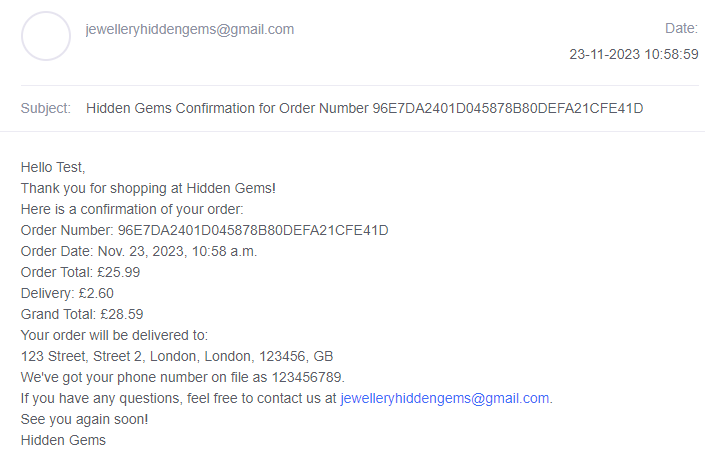 jewelleryhiddengems@gmail.com
Date:
23-11-2023 10:58:59
Subject: Hidden Gems Confirmation for Order Number 96E7DA2401D045878B80DEFA21CFE41D
Hello Test,
Thank you for shopping at Hidden Gems!
Here is a confirmation of your order:
Order Number: 96E7DA2401D045878B80DEFA21CFE41D
Order Date: Nov. 23, 2023, 10:58 a.m.
Order Total: £25.99
Delivery: £2.60
Grand Total: £28.59
Your order will be delivered to:
123 Street, Street 2, London, London, 123456, GB
We've got your phone number on file as 123456789.
If you have any questions, feel free to contact us at jewelleryhiddengems@gmail.com.
See you again soon!
Hidden Gems